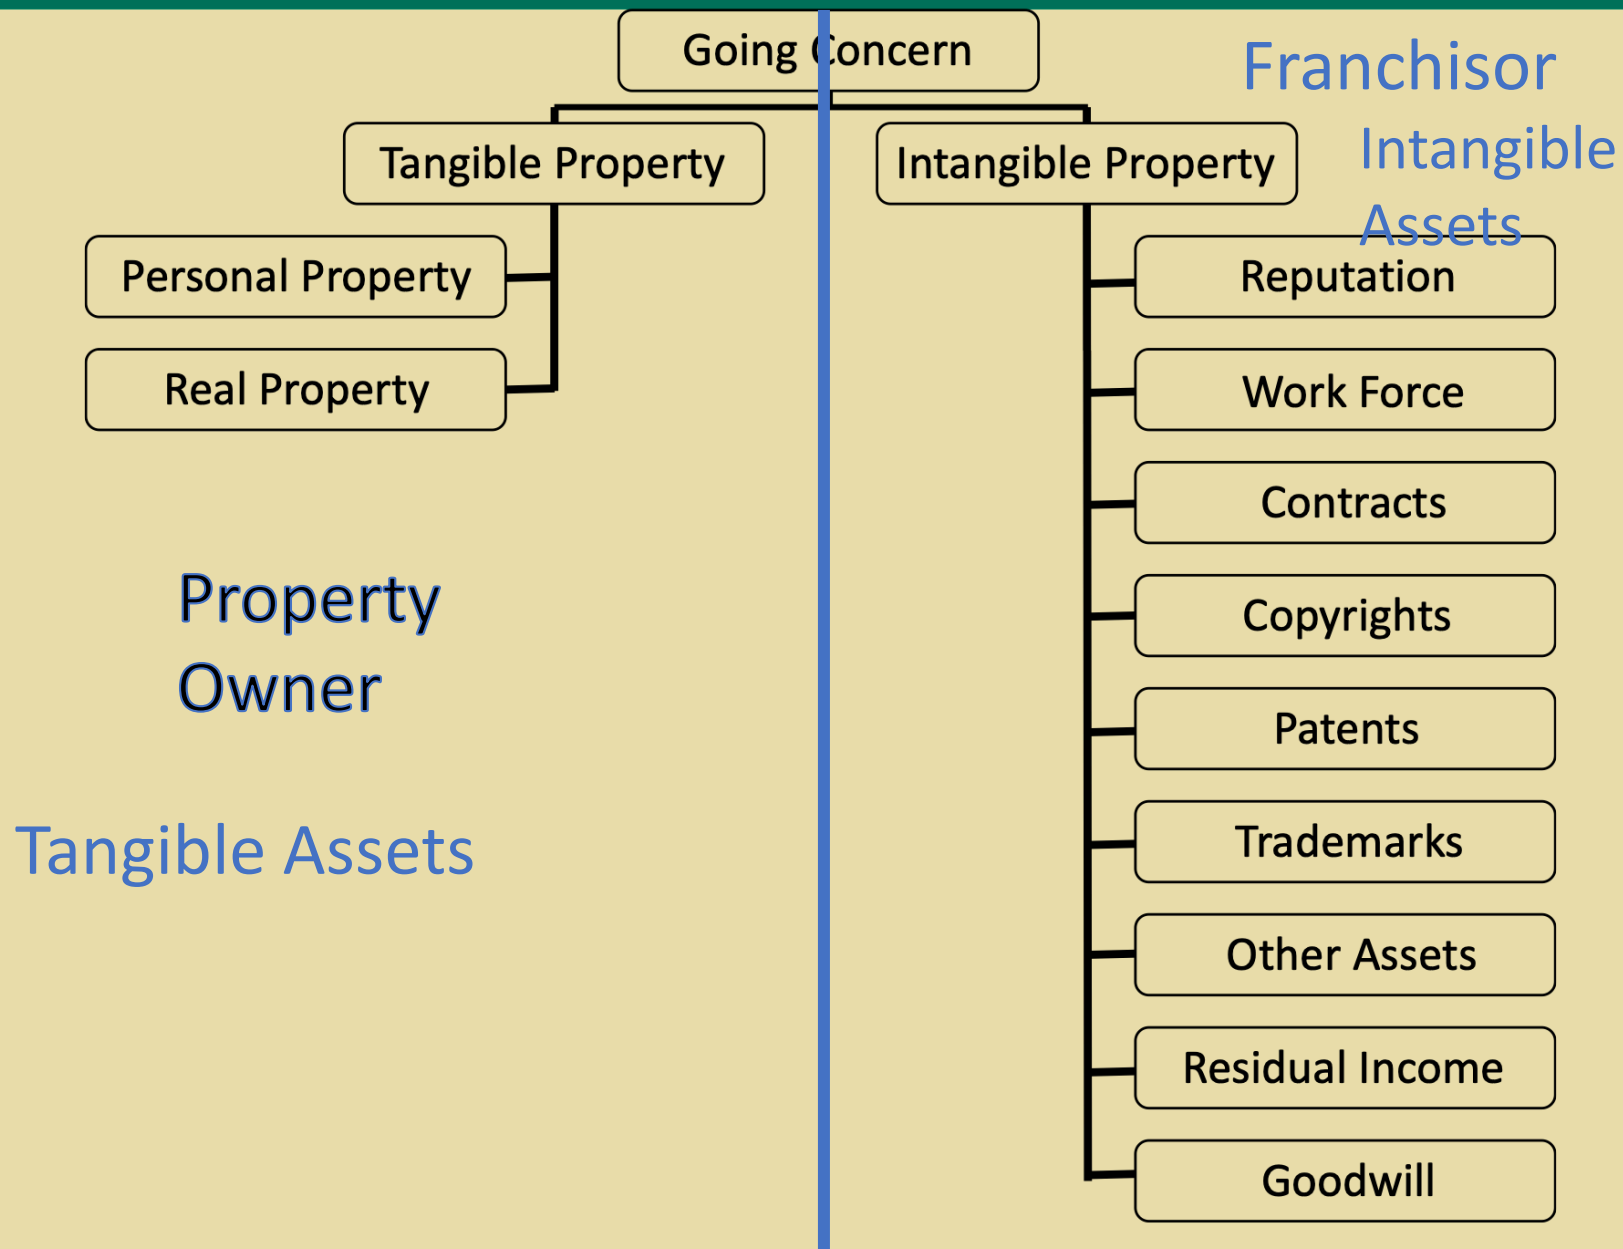 Going Concern
Franchisor
Tangible Property
Intangible Property
Intangible
Assets
Personal Property
Real Property
Reputation
Work Force
Contracts
Copyrights
Patents
Trademarks
Other Assets
Residual Income
Goodwill
Property
Owner
Tangible Assets